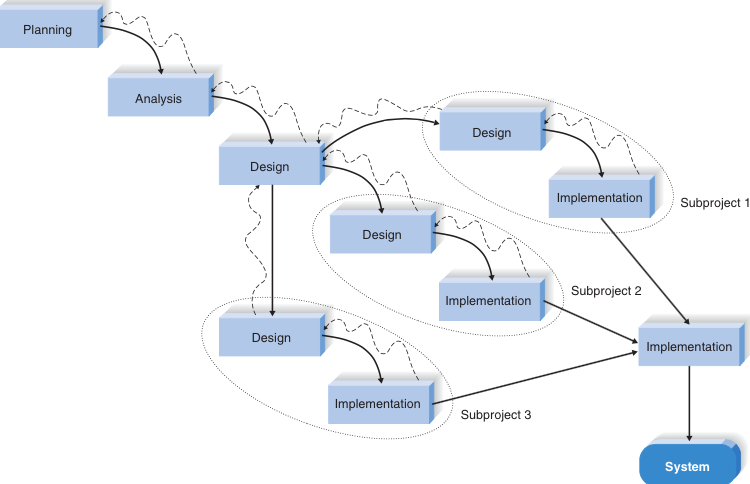 Planning
Analysis
Design
Design
Implementation
Subproject 1
Design
Implementation
Subproject 2
Design
Implementation
Subproject 3
Implementation
System